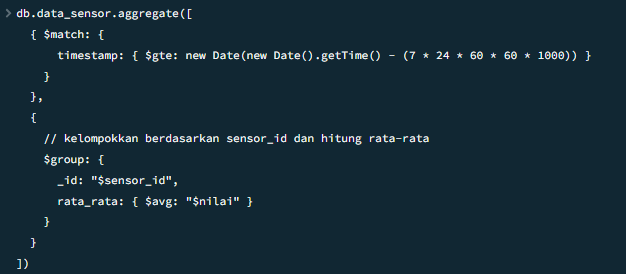 > db.data_sensor.aggregate([
{ $match: {
timestamp: { $gte: new Date(new Date().getTime() - (7 * 24 * 60 * 60 * 1000)) }
}
},
{
// kelompokkan berdasarkan sensor_id dan hitung rata-rata
$group: {
_id: "$sensor_id",
rata_rata: { $avg: "$nilai" }
}
}
])